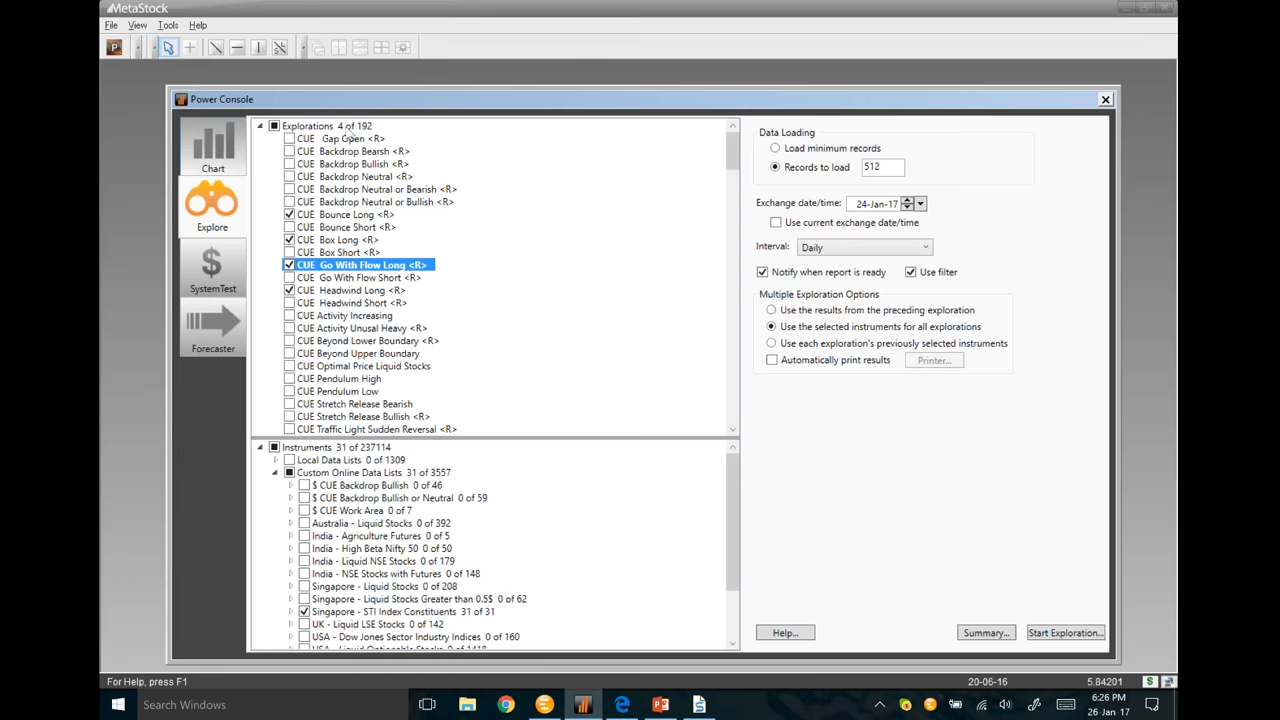 MetaStock
File View Tools Help
Power Console
Chart
Explore
SystemTest
Forecaster
Explorations 4 of 192
CUE Gap Open <R>
CUE Backdrop Bearsh <R>
CUE Backdrop Bullish <R>
CUE Backdrop Neutral <R>
CUE Backdrop Neutral or Bearish <R>
CUE Backdrop Neutral or Bullish <R>
CUE Bounce Long <R>
CUE Bounce Short <R>
CUE Box Long <R>
CUE Box Short <R>
CUE Go With Flow Long <R>
CUE Go With Flow Short <R>
CUE Headwind Long <R>
CUE Headwind Short <R>
CUE Activity Increasing
CUE Activity Unusal Heavy <R>
CUE Beyond Lower Boundary <R>
CUE Beyond Upper Boundary
CUE Optimal Price Liquid Stocks
CUE Pendulum High
CUE Pendulum Low
CUE Stretch Release Bearish
CUE Stretch Release Bullish <R>
CUE Traffic Light Sudden Reversal <R>
Instruments 31 of 237114
Local Data Lists 0 of 1309
Custom Online Data Lists 31 of 3557
$ CUE Backdrop Bullish 0 of 46
$ CUE Backdrop Bullish or Neutral 0 of 59
$ CUE Work Area 0 of 7
Australia - Liquid Stocks 0 of 392
India - Agriculture Futures 0 of 5
India - High Beta Nifty 50 0 of 50
India - Liquid NSE Stocks 0 of 179
India - NSE Stocks with Futures 0 of 148
Singapore - Liquid Stocks 0 of 208
Singapore - Liquid Stocks Greater than 0.5$ 0 of 62
Singapore - STI Index Constituents 31 of 31
UK - Liquid LSE Stocks 0 of 142
USA - Dow Jones Sector Industry Indices 0 of 160
Data Loading
Load minimum records
Records to load 512
Exchange date/time: 24-Jan-17
Use current exchange date/time
Interval: Daily
Notify when report is ready Use filter
Multiple Exploration Options
Use the results from the preceding exploration
Use the selected instruments for all explorations
Use each exploration's previously selected instruments
Automatically print results Printer...
Help... Summary... Start Exploration...
For Help, press F1 20-06-16 5.84201
Search Windows
6:26 PM
26-Jan-17